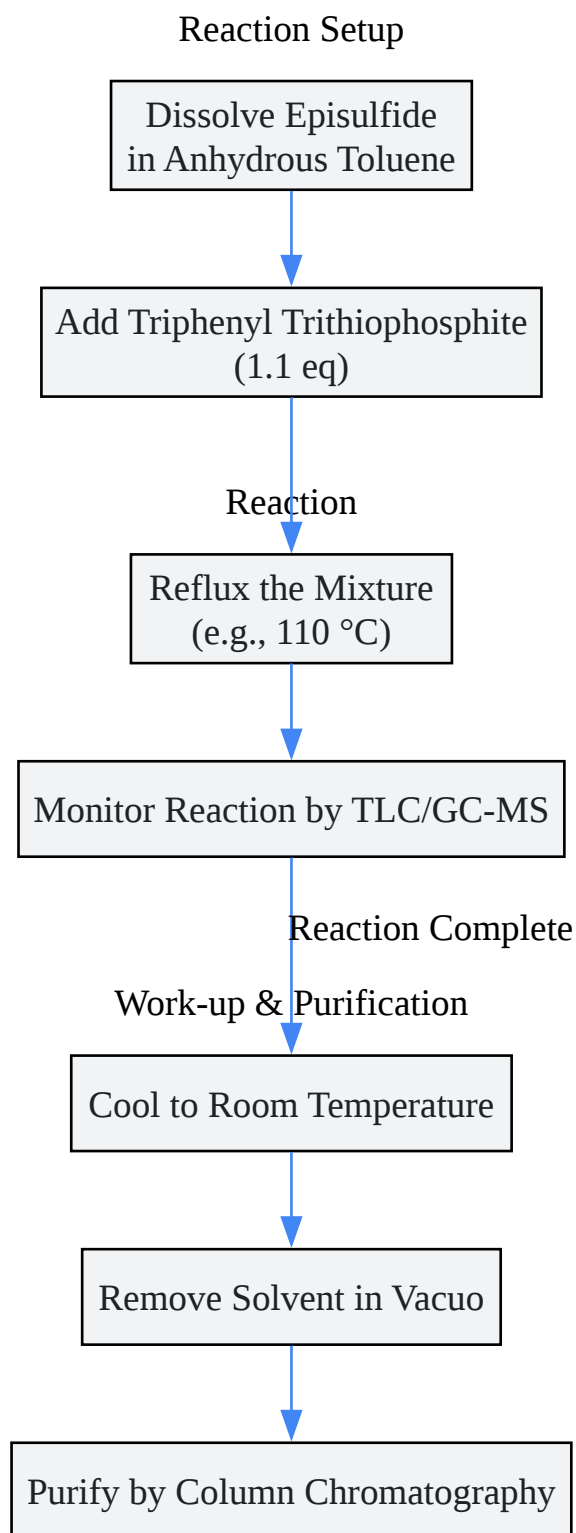 Reaction Setup
Dissolve Episulfide
in Anhydrous Toluene
Add Triphenyl Trithiophosphite
(1.1 eq)
Reaction
Reflux the Mixture
(e.g., 110 °C)
Monitor Reaction by TLC/GC-MS
Reaction Complete
Work-up & Purification
Cool to Room Temperature
Remove Solvent in Vacuo
Purify by Column Chromatography